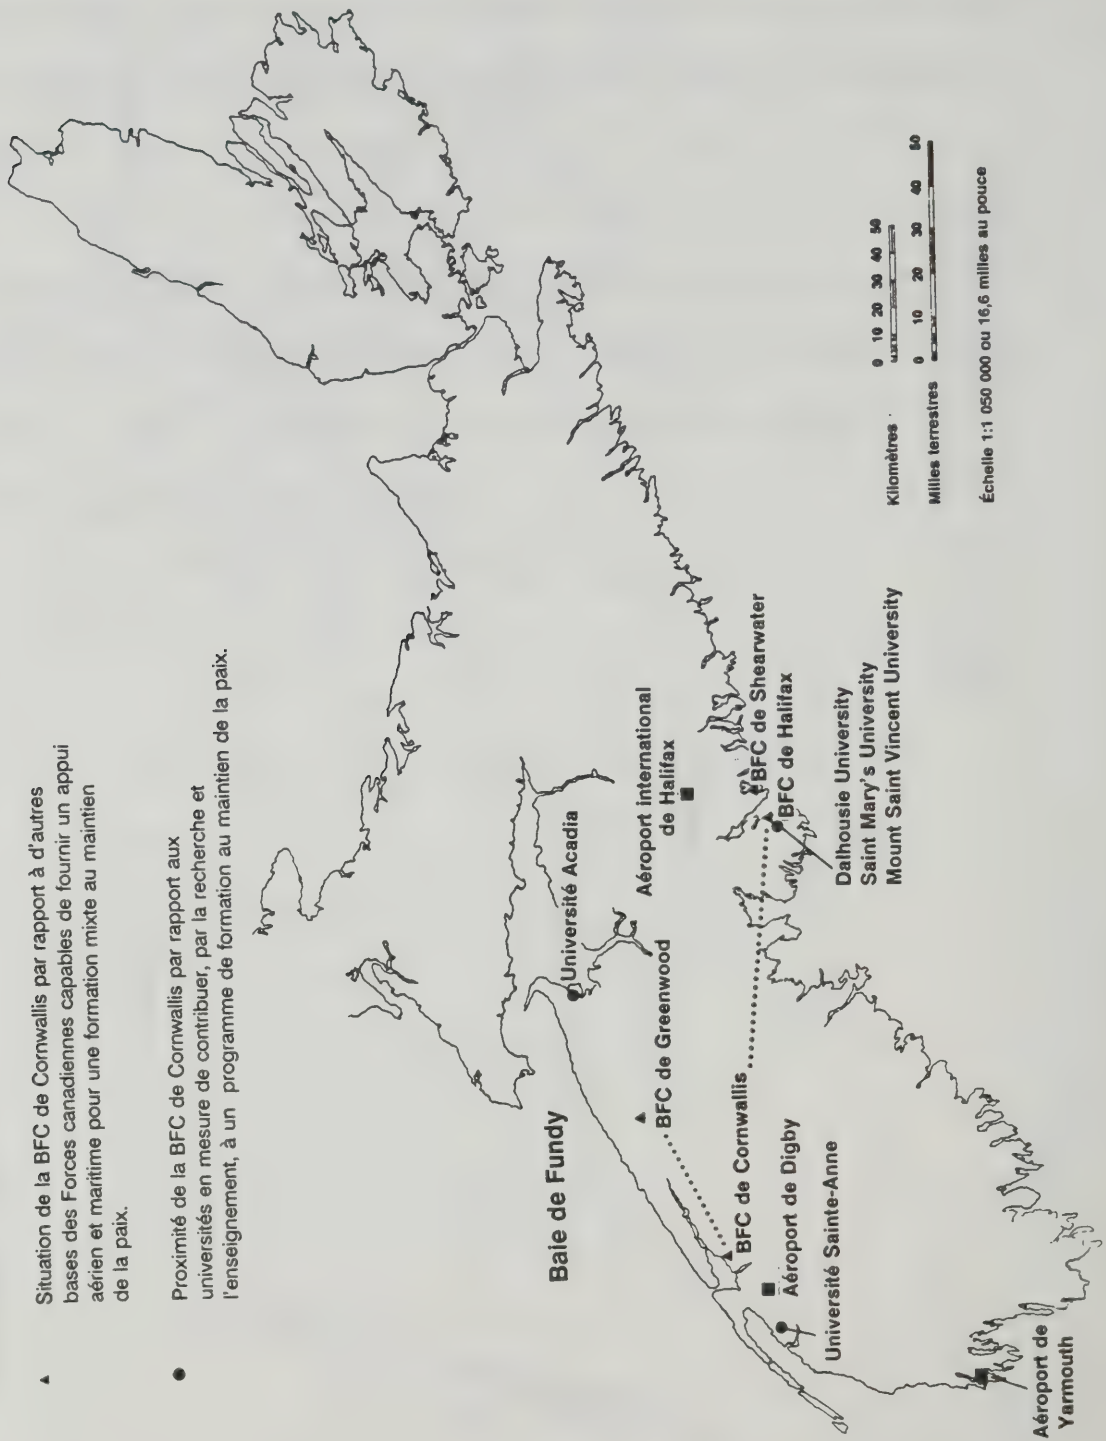 ▲ Situation de la BFC de Cornwallis par rapport à d'autres
bases des Forces canadiennes capables de fournir un appui
aérien et maritime pour une formation mixte au maintien
de la paix.
● Proximité de la BFC de Cornwallis par rapport aux
universités en mesure de contribuer, par la recherche et
l'enseignement, à un programme de formation au maintien de la paix.
Baie de Fundy
Université Acadia
BFC de Greenwood
Aéroport international
de Halifax
BFC de Cornwallis
BFC de Shearwater
BFC de Halifax
Aéroport de Digby
Université Sainte-Anne
Dalhousie University
Saint Mary's University
Mount Saint Vincent University
Aéroport de
Yarmouth
Kilomètres
0 10 20 30 40 50
Milles terrestres
0 10 20 30 40 50
Échelle 1:1 050 000 ou 16,6 milles au pouce